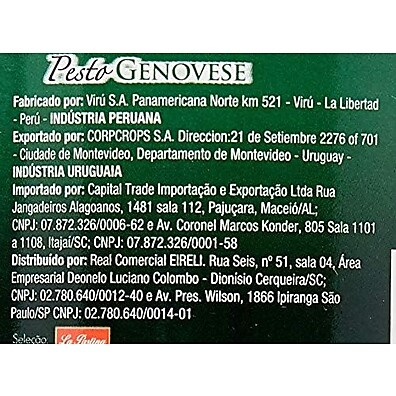 Pesto GENOVESE
Fabricado por: Virú S.A. Panamericana Norte km 521 - Virú - La Libertad
- Perú - INDÚSTRIA PERUANA
Exportado por: CORPCROPS S.A. Direccion:21 de Setiembre 2276 of 701
- Ciudade de Montevideo, Departamento de Montevideo - Uruguay -
INDÚSTRIA URUGUAIA
Importado por: Capital Trade Importação e Exportação Ltda Rua
Jangadeiros Alagoanos, 1481 sala 112, Pajuçara, Maceió/AL;
CNPJ: 07.872.326/0006-62 e Av. Coronel Marcos Konder, 805 Sala 1101
a 1108, Itajaí/SC; CNPJ: 07.872.326/0001-58
Distribuído por: Real Comercial EIRELI. Rua Seis, nº 51, sala 04, Área
Empresarial Deonelo Luciano Colombo - Dionísio Cerqueira/SC;
CNPJ: 02.780.640/0012-40 e Av. Pres. Wilson, 1866 Ipiranga São
Paulo/SP CNPJ: 02.780.640/0014-01
Seleção: La Pastina